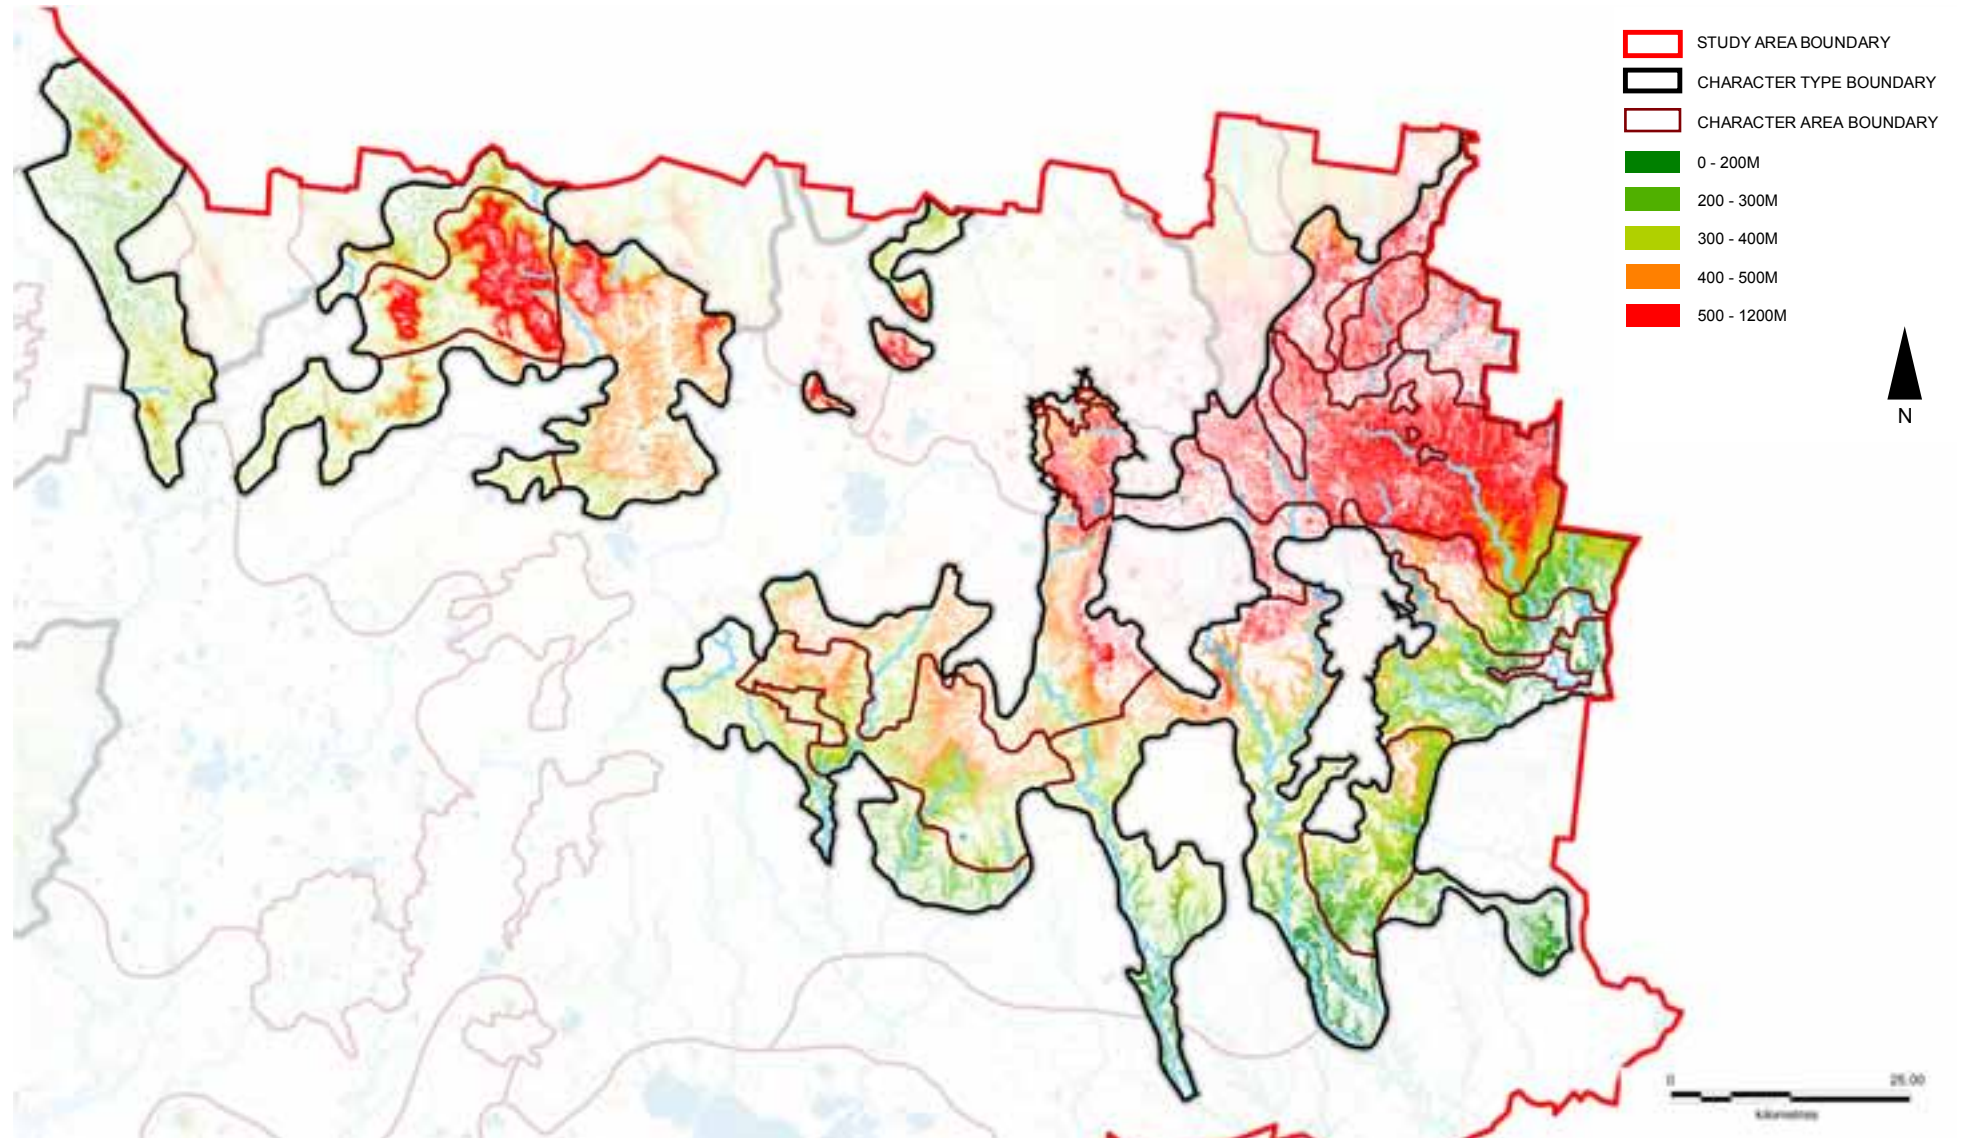 STUDY AREA BOUNDARY
CHARACTER TYPE BOUNDARY
CHARACTER AREA BOUNDARY
0 - 200M
200 - 300M
300 - 400M
400 - 500M
500 - 1200M
N
0 25.00
kilometres